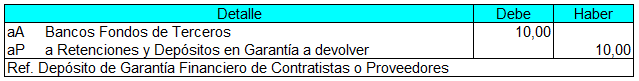 Detalle Debe Haber
aA Bancos Fondos de Terceros 10,00
aP a Retenciones y Depósitos en Garantía a devolver 10,00
Ref. Depósito de Garantía Financiero de Contratistas o Proveedores